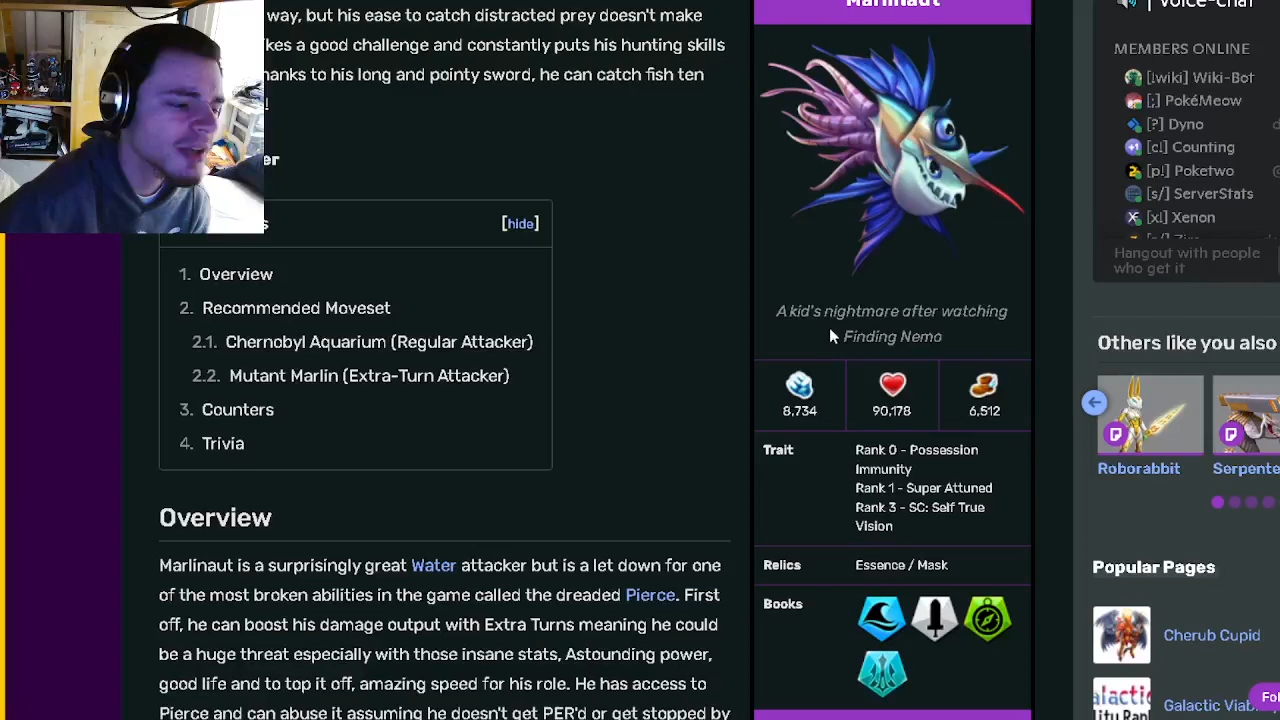 way, but his ease to catch distracted prey doesn't make
a good challenge and constantly puts his hunting skills
to his long and pointy sword, he can catch fish ten
[hide]
1. Overview
2. Recommended Moveset
2.1. Chernobyl Aquarium (Regular Attacker)
2.2. Mutant Marlin (Extra-Turn Attacker)
3. Counters
4. Trivia
Overview
Marlinaut is a surprisingly great Water attacker but is a let down for one
of the most broken abilities in the game called the dreaded Pierce. First
off, he can boost his damage output with Extra Turns meaning he could
be a huge threat especially with those insane stats, Astounding power,
good life and to top it off, amazing speed for his role. He has access to
Pierce and can abuse it assuming he doesn't get PER'd or get stopped by
Marlinaut
A kid's nightmare after watching
Finding Nemo
8,734
90,178
6,512
Trait
Rank 0 - Possession
Immunity
Rank 1 - Super Attuned
Rank 3 - SC: Self True
Vision
Relics
Essence / Mask
Books
voice-chat
MEMBERS ONLINE
[!wiki] Wiki-Bot
[;] PokéMeow
[?] Dyno
[c!] Counting
[p!] Poketwo
[s/] ServerStats
[x!] Xenon
Hangout with people
who get it
Others like you also
Roborabbit
Serpente
Popular Pages
Cherub Cupid
Galactic